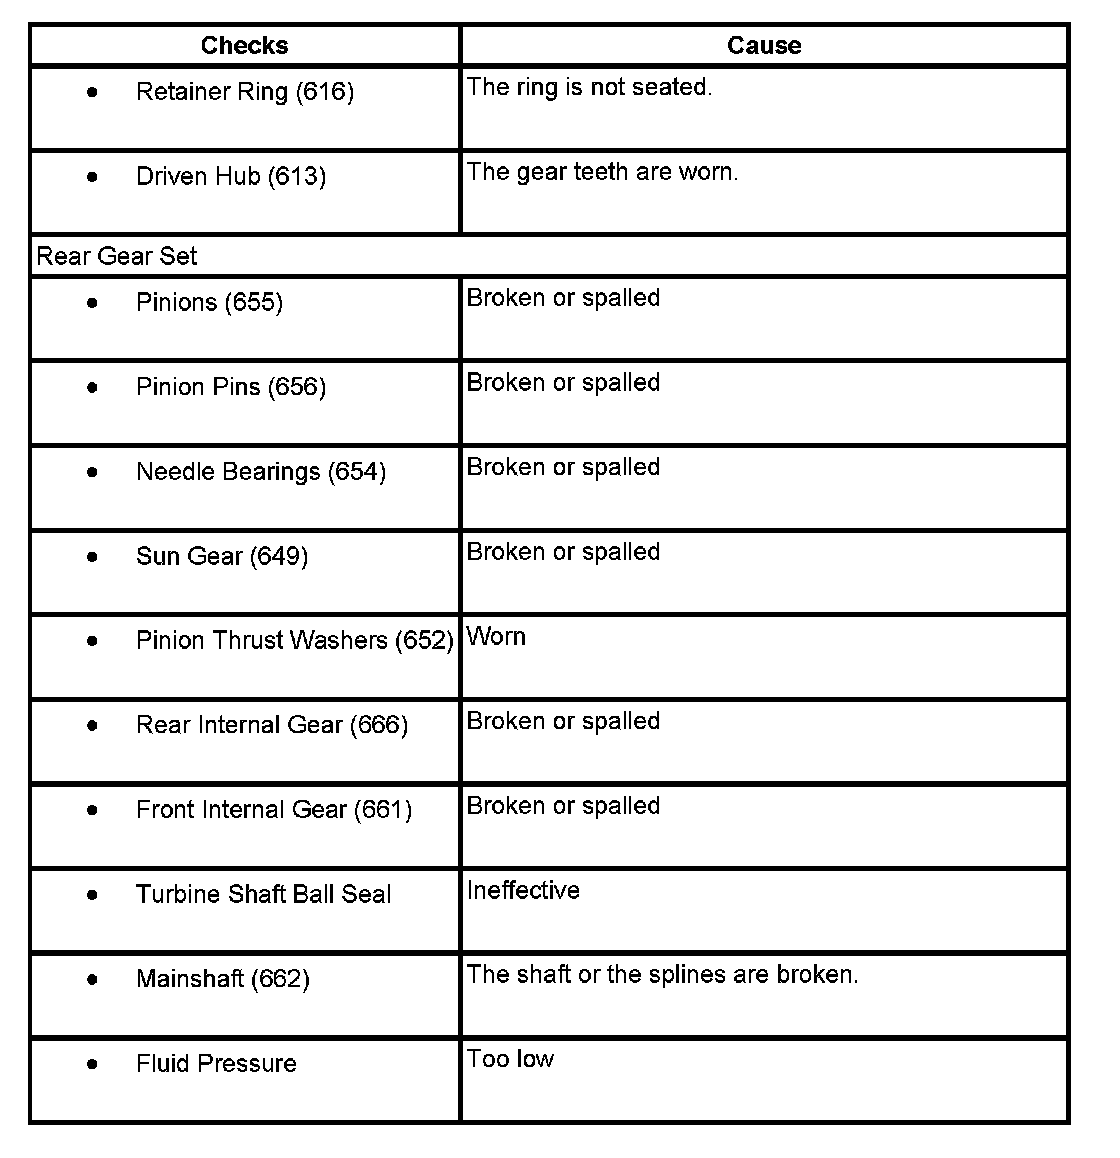 Checks Cause
• Retainer Ring (616) The ring is not seated.
• Driven Hub (613) The gear teeth are worn.
Rear Gear Set
• Pinions (655) Broken or spalled
• Pinion Pins (656) Broken or spalled
• Needle Bearings (654) Broken or spalled
• Sun Gear (649) Broken or spalled
• Pinion Thrust Washers (652) Worn
• Rear Internal Gear (666) Broken or spalled
• Front Internal Gear (661) Broken or spalled
• Turbine Shaft Ball Seal Ineffective
• Mainshaft (662) The shaft or the splines are broken.
• Fluid Pressure Too low